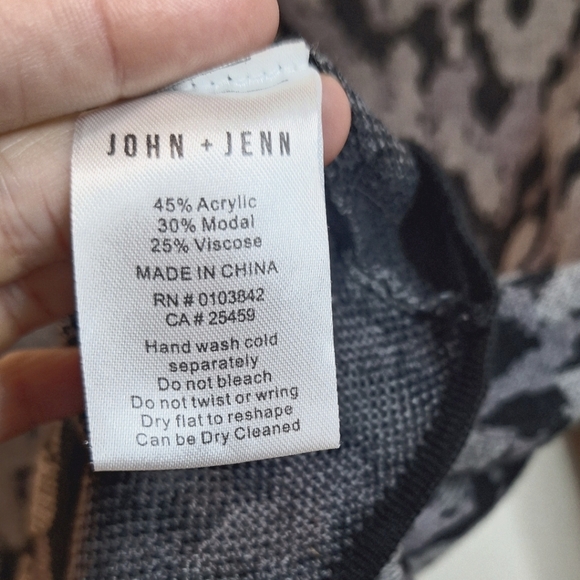 JOHN + JENN
45% Acrylic
30% Modal
25% Viscose
MADE IN CHINA
RN # 0103842
CA # 25459
Hand wash cold
separately
Do not bleach
Do not twist or wring
Dry flat to reshape
Can be Dry Cleaned